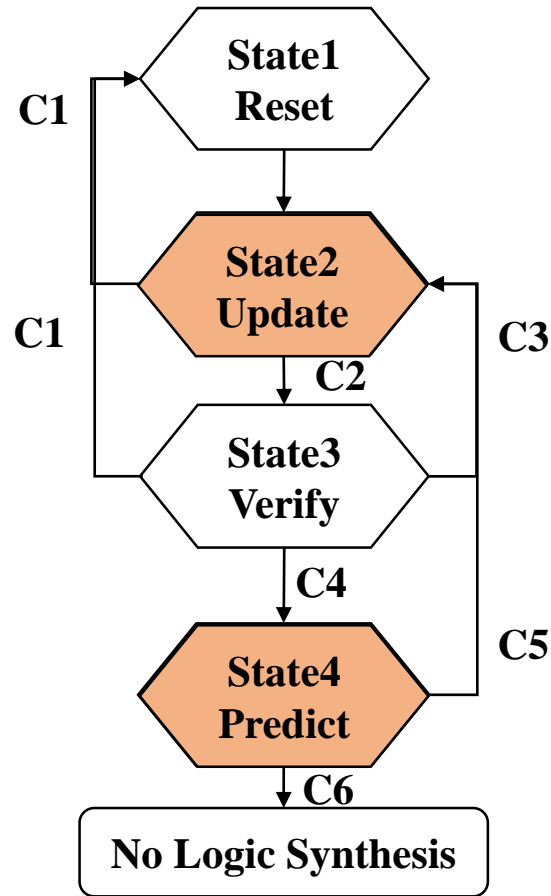 State1
Reset
C1
State2
Update
C1
C3
C2
State3
Verify
C4
C5
State4
Predict
C6
No Logic Synthesis